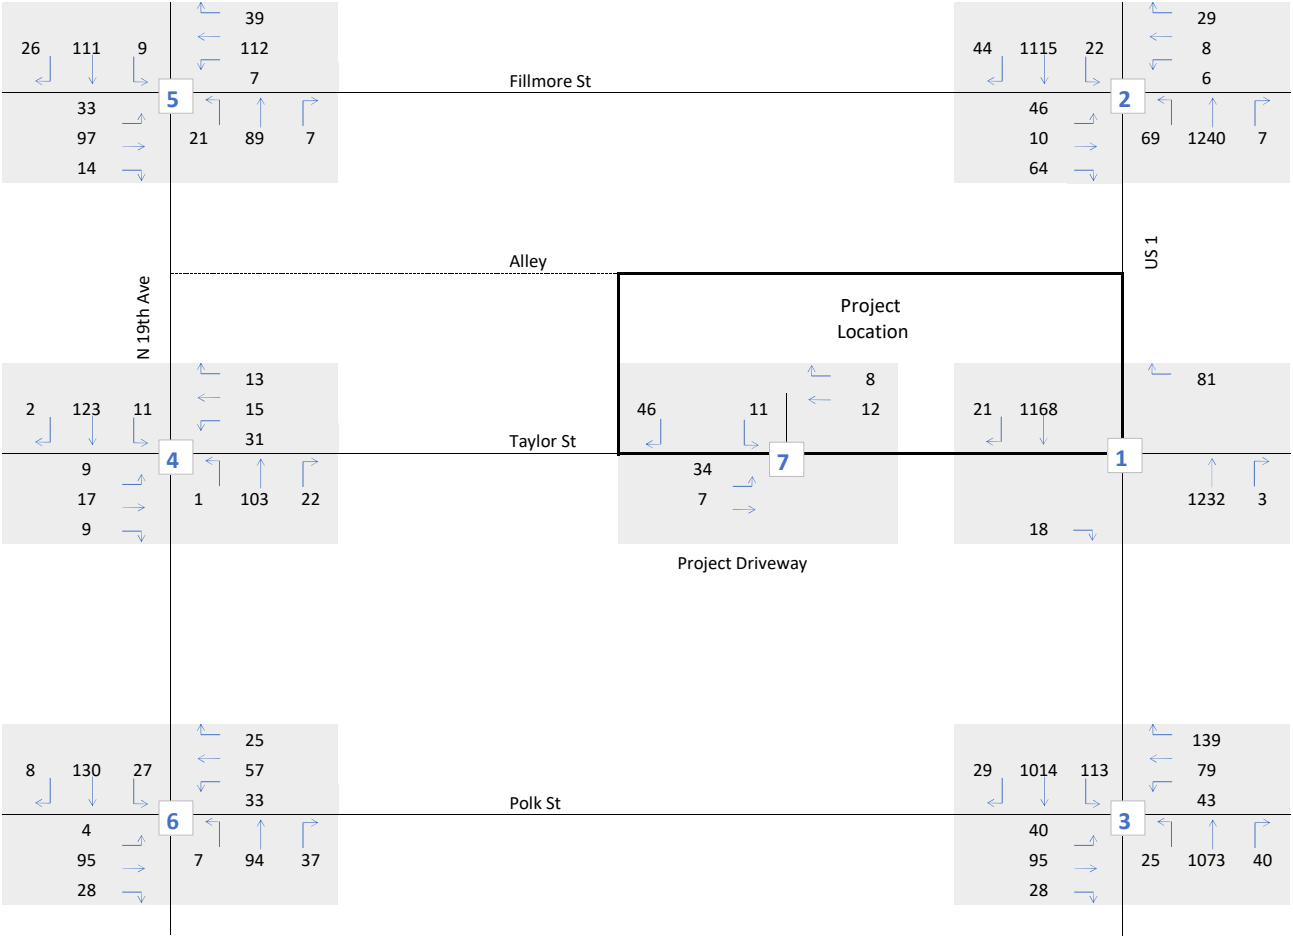 39
29
26 111 9 112
44 1115 22 8
7
6
5
Fillmore St
2
33
46
97 21 89 7
10 69 1240 7
14
64
US 1
Alley
N 19th Ave
Project
Location
13
8
81
2 123 11 15
46 11 12
21 1168
31
4
Taylor St
7
1
9
34
17 1 103 22
7
1232 3
9
18
Project Driveway
25
139
8 130 27 57
29 1014 113 79
33
43
6
Polk St
3
4
40
95 7 94 37
95 25 1073 40
28
28